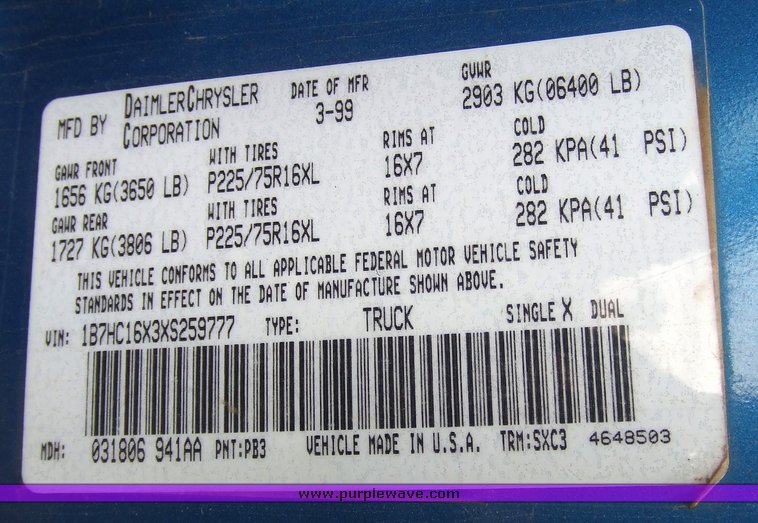 MFD BY DAIMLERCHRYSLER CORPORATION DATE OF MFR 3-99 GVWR 2903 KG(06400 LB)
GAWR FRONT WITH TIRES RIMS AT COLD
1656 KG(3650 LB) P225/75R16XL 16X7 282 KPA(41 PSI)
GAWR REAR WITH TIRES RIMS AT COLD
1727 KG(3806 LB) P225/75R16XL 16X7 282 KPA(41 PSI)
THIS VEHICLE CONFORMS TO ALL APPLICABLE FEDERAL MOTOR VEHICLE SAFETY
STANDARDS IN EFFECT ON THE DATE OF MANUFACTURE SHOWN ABOVE.
VIN: 1B7HC16X3XS259777 TYPE: TRUCK SINGLE X DUAL
MDH: 031806 941AA PNT:PB3 VEHICLE MADE IN U.S.A. TRM:SXC3 4648503
www.purplewave.com